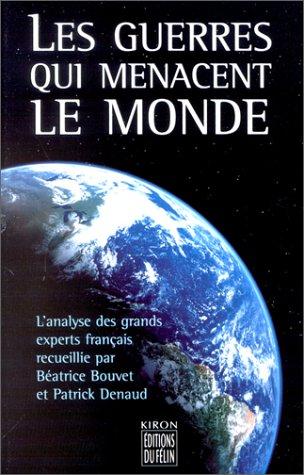 LES GUERRES
QUI MENACENT
LE MONDE
L'analyse des grands
experts français
recueillie par
Béatrice Bouvet
et Patrick Denaud
KIRON
ÉDITIONS
DU FÉLIN